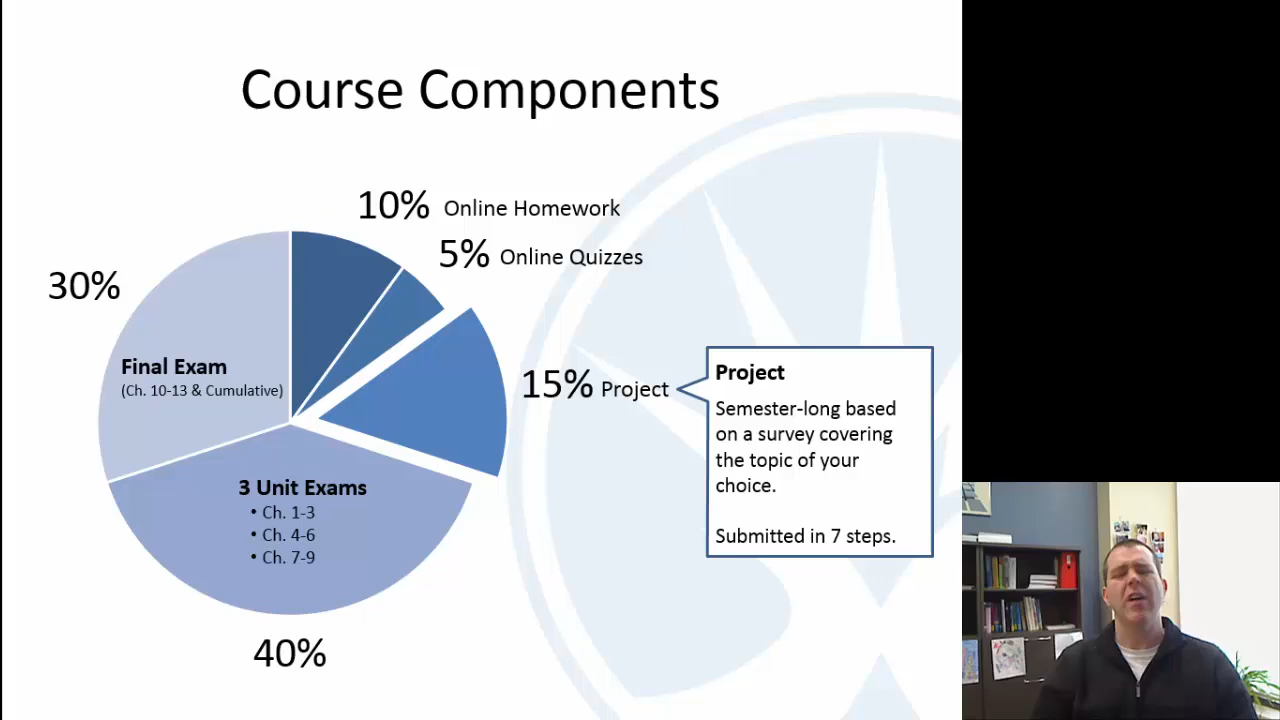 Course Components
10% Online Homework
5% Online Quizzes
30%
Final Exam
(Ch. 10-13 & Cumulative)
15% Project
Project
Semester-long based
on a survey covering
the topic of your
choice.
Submitted in 7 steps.
3 Unit Exams
• Ch. 1-3
• Ch. 4-6
• Ch. 7-9
40%